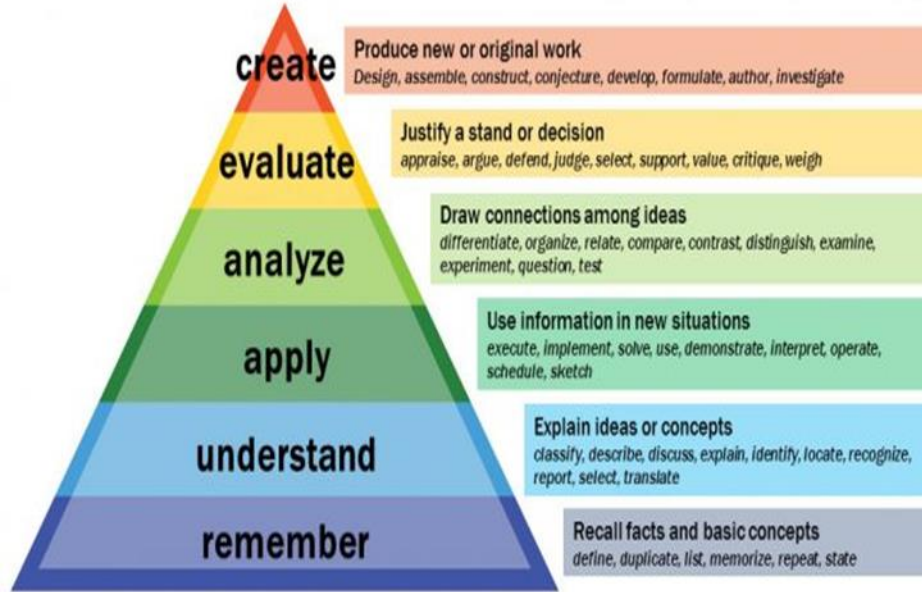 create
Produce new or original work
Design, assemble, construct, conjecture, develop, formulate, author, investigate
evaluate
Justify a stand or decision
appraise, argue, defend, judge, select, support, value, critique, weigh
analyze
Draw connections among ideas
differentiate, organize, relate, compare, contrast, distinguish, examine,
experiment, question, test
apply
Use information in new situations
execute, implement, solve, use, demonstrate, interpret, operate,
schedule, sketch
understand
Explain ideas or concepts
classify, describe, discuss, explain, identify, locate, recognize,
report, select, translate
remember
Recall facts and basic concepts
define, duplicate, list, memorize, repeat, state